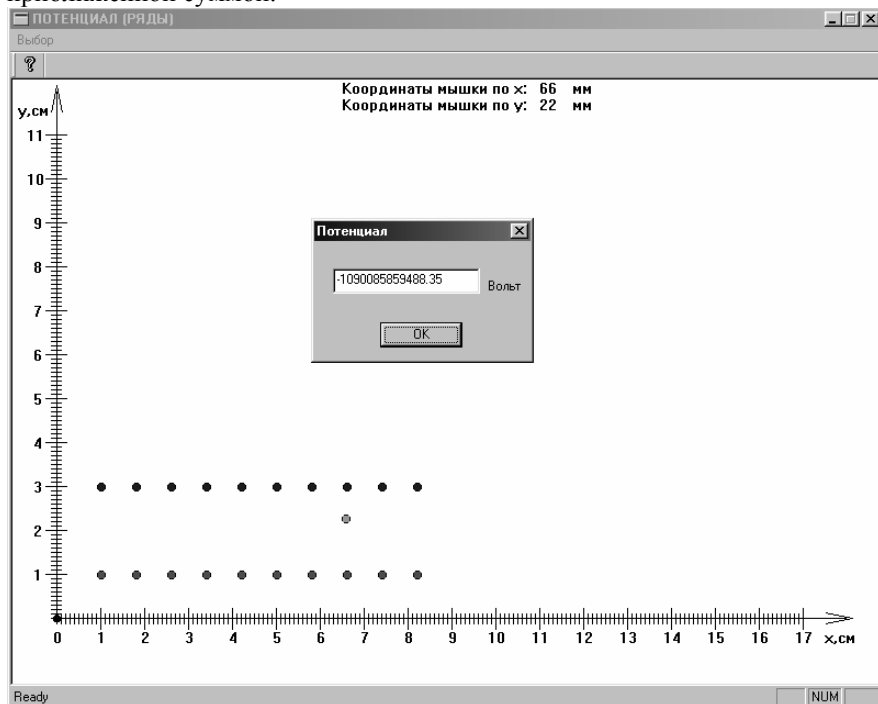 приближенной суммой.
ПОТЕНЦИАЛ (РЯДЫ)
Выбор
Координаты мышки по x: 66 мм
Координаты мышки по y: 22 мм
y,см
11
10
9
8
7
6
5
4
3
2
1
Потенциал
-1090085859488.35 Вольт
OK
0 1 2 3 4 5 6 7 8 9 10 11 12 13 14 15 16 17 x,см
Ready NUM